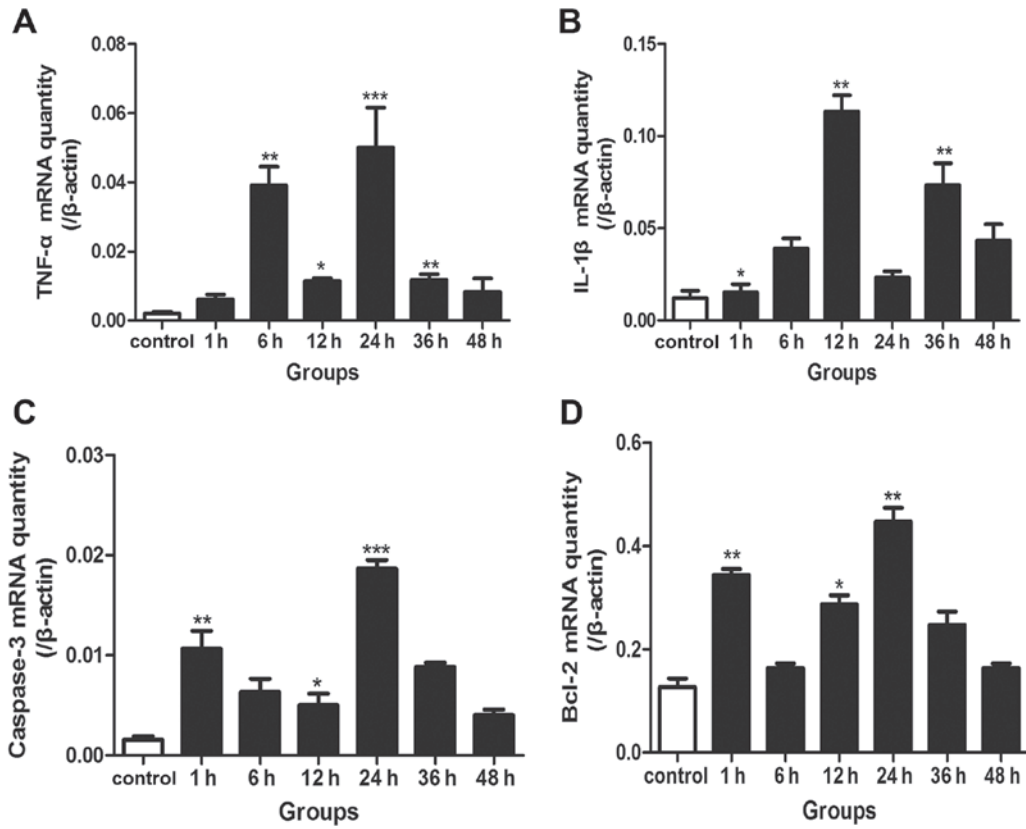 A
TNF-α mRNA quantity
(/β-actin)
0.08
0.06
0.04
0.02
0.00
** * *** **
control 1 h 6 h 12 h 24 h 36 h 48 h
Groups
B
IL-1β mRNA quantity
(/β-actin)
0.15
0.10
0.05
0.00
* ** **
control 1 h 6 h 12 h 24 h 36 h 48 h
Groups
C
Caspase-3 mRNA quantity
(/β-actin)
0.03
0.02
0.01
0.00
** * ***
control 1 h 6 h 12 h 24 h 36 h 48 h
Groups
D
Bcl-2 mRNA quantity
(/β-actin)
0.6
0.4
0.2
0.0
** * **
control 1 h 6 h 12 h 24 h 36 h 48 h
Groups